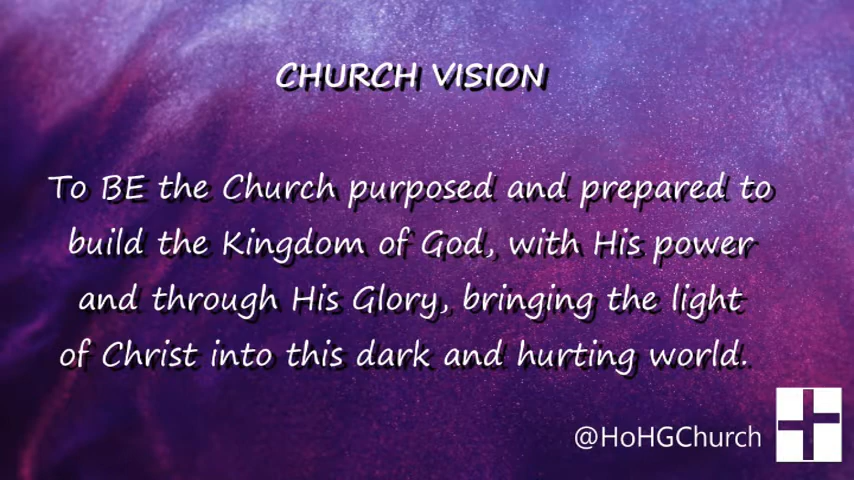 CHURCH VISION
To BE the Church purposed and prepared to
build the Kingdom of God, with His power
and through His Glory, bringing the light
of Christ into this dark and hurting world.
@HoHGChurch